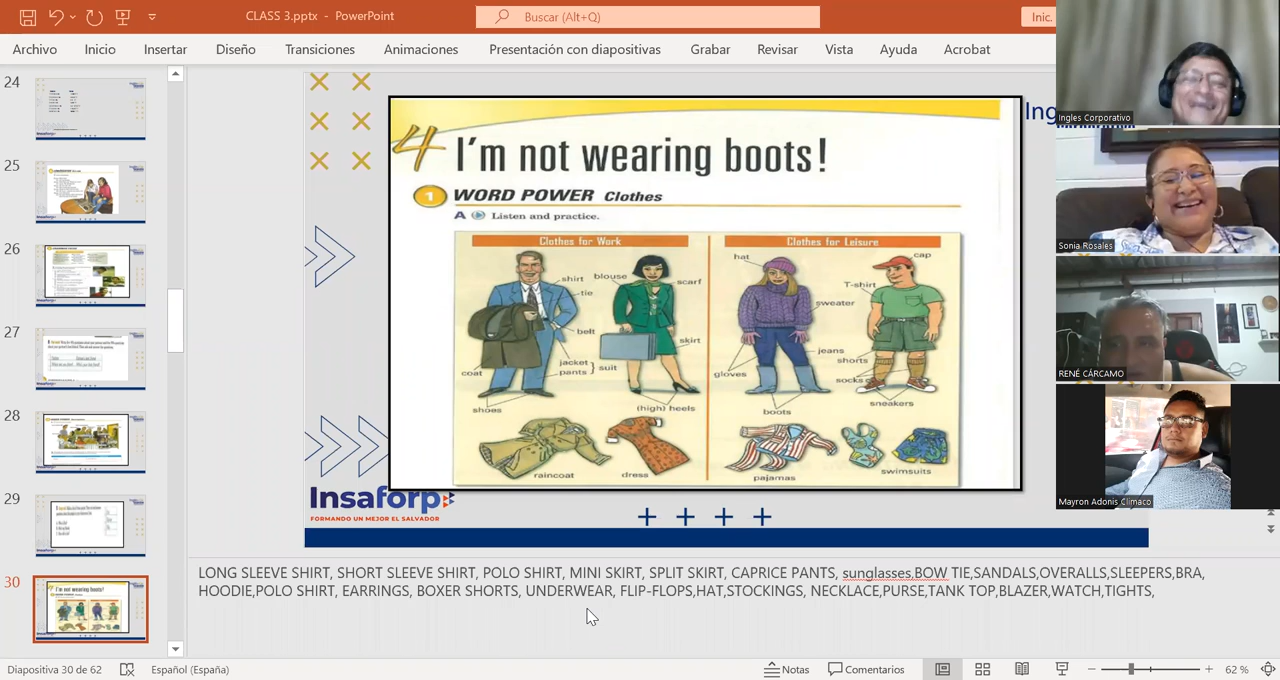 CLASS 3.pptx - PowerPoint
Buscar (Alt+Q)
Inic.
Archivo Inicio Insertar Diseño Transiciones Animaciones Presentación con diapositivas Grabar Revisar Vista Ayuda Acrobat
24
25
26
27
28
29
30
Ing
4 I'm not wearing boots!
1 WORD POWER Clothes
A Listen and practice.
Clothes for Work
Clothes for Leisure
shirt
blouse
scarf
tie
belt
skirt
jacket
pants
suit
coat
shoes
(high) heels
raincoat
dress
hat
cap
T-shirt
sweater
jeans
shorts
gloves
socks
boots
sneakers
pajamas
swimsuits
Insaforp
FORMANDO UN MEJOR EL SALVADOR
Ingles Corporativo
Sonia Rosales
RENÉ CÁRCAMO
Mayron Adonis Climaco
LONG SLEEVE SHIRT, SHORT SLEEVE SHIRT, POLO SHIRT, MINI SKIRT, SPLIT SKIRT, CAPRICE PANTS, sunglasses,BOW TIE,SANDALS,OVERALLS,SLEEPERS,BRA,
HOODIE,POLO SHIRT, EARRINGS, BOXER SHORTS, UNDERWEAR, FLIP-FLOPS,HAT,STOCKINGS, NECKLACE,PURSE,TANK TOP,BLAZER,WATCH,TIGHTS,
Diapositiva 30 de 62 Español (España) Notas Comentarios 62 %